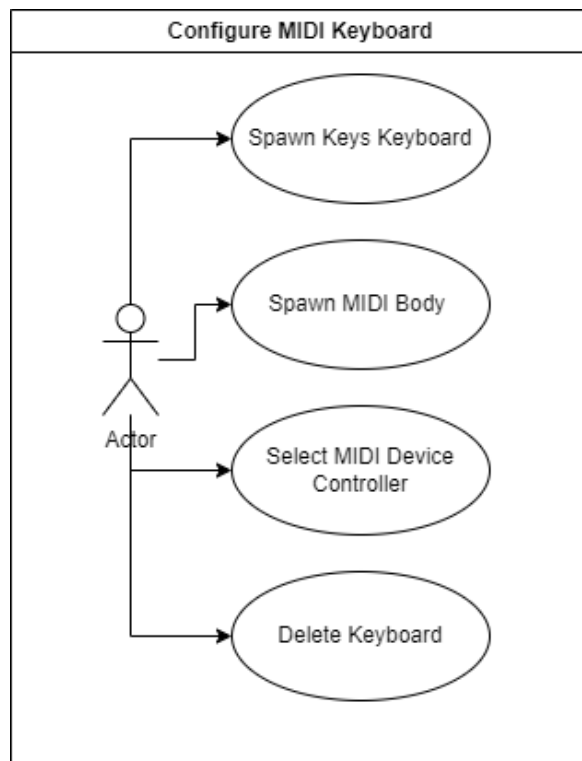 Configure MIDI Keyboard
Spawn Keys Keyboard
Spawn MIDI Body
Actor
Select MIDI Device
Controller
Delete Keyboard